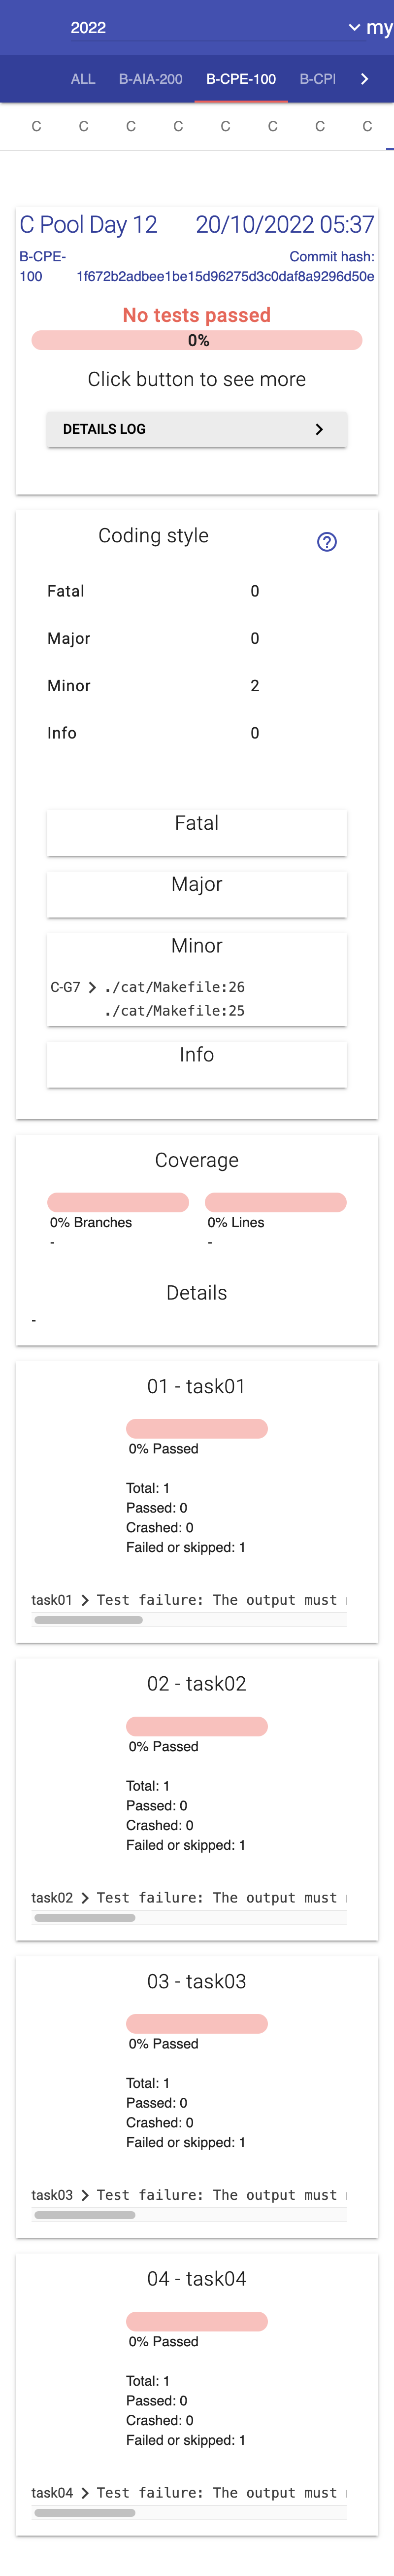 2022
my
ALL B-AIA-200 B-CPE-100 B-CPI
C C C C C C C C
C Pool Day 12 20/10/2022 05:37
B-CPE-100 Commit hash: 1f672b2adbee1be15d96275d3c0daf8a9296d50e
No tests passed
0%
Click button to see more
DETAILS LOG
Coding style
Fatal 0
Major 0
Minor 2
Info 0
Fatal
Major
Minor
C-G7 ./cat/Makefile:26
./cat/Makefile:25
Info
Coverage
0% Branches 0% Lines
- -
Details
-
01 - task01
0% Passed
Total: 1
Passed: 0
Crashed: 0
Failed or skipped: 1
task01 Test failure: The output must
02 - task02
0% Passed
Total: 1
Passed: 0
Crashed: 0
Failed or skipped: 1
task02 Test failure: The output must
03 - task03
0% Passed
Total: 1
Passed: 0
Crashed: 0
Failed or skipped: 1
task03 Test failure: The output must
04 - task04
0% Passed
Total: 1
Passed: 0
Crashed: 0
Failed or skipped: 1
task04 Test failure: The output must